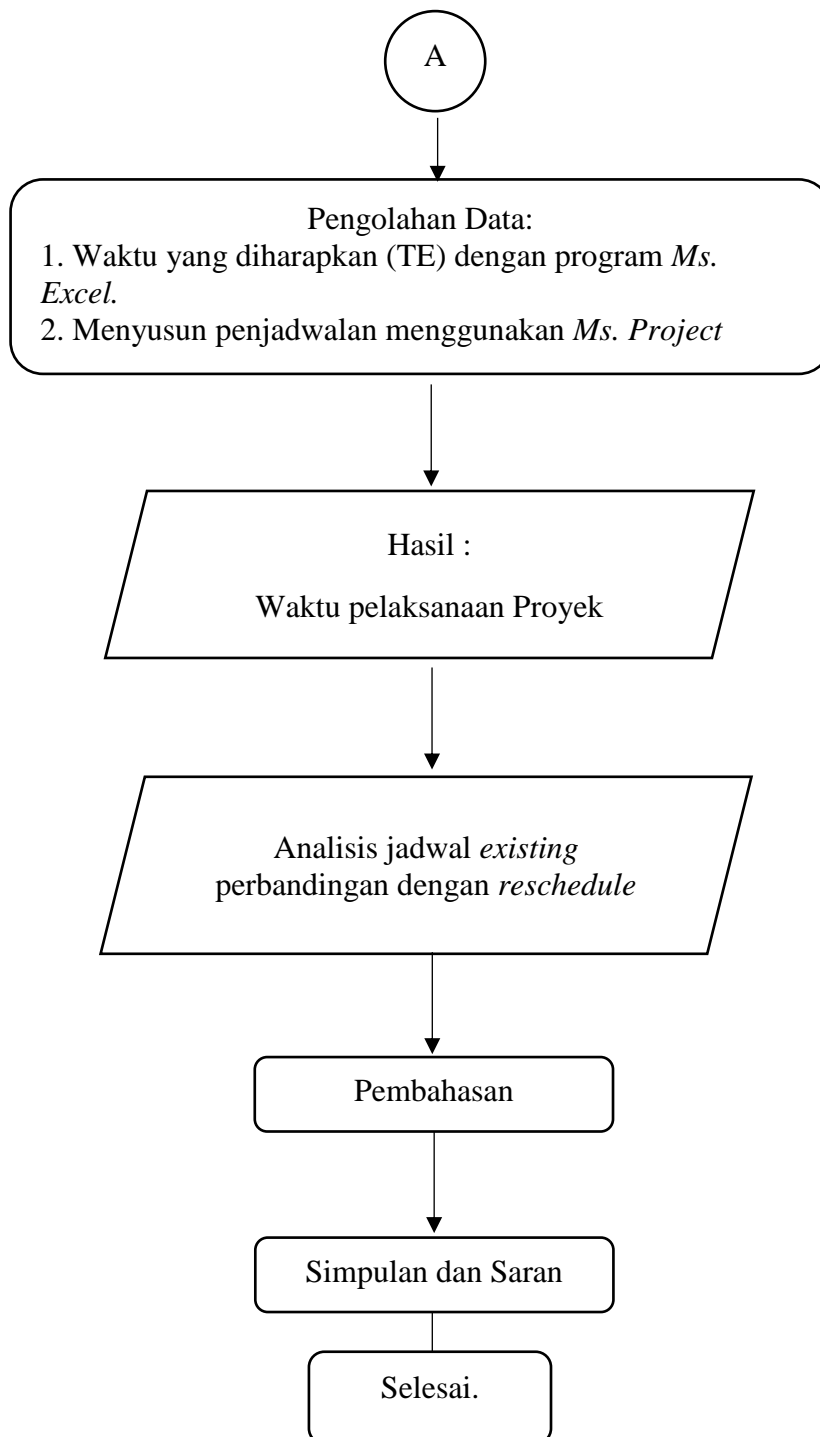 A
Pengolahan Data:
1. Waktu yang diharapkan (TE) dengan program Ms.
Excel.
2. Menyusun penjadwalan menggunakan Ms. Project
Hasil :
Waktu pelaksanaan Proyek
Analisis jadwal existing
perbandingan dengan reschedule
Pembahasan
Simpulan dan Saran
Selesai.